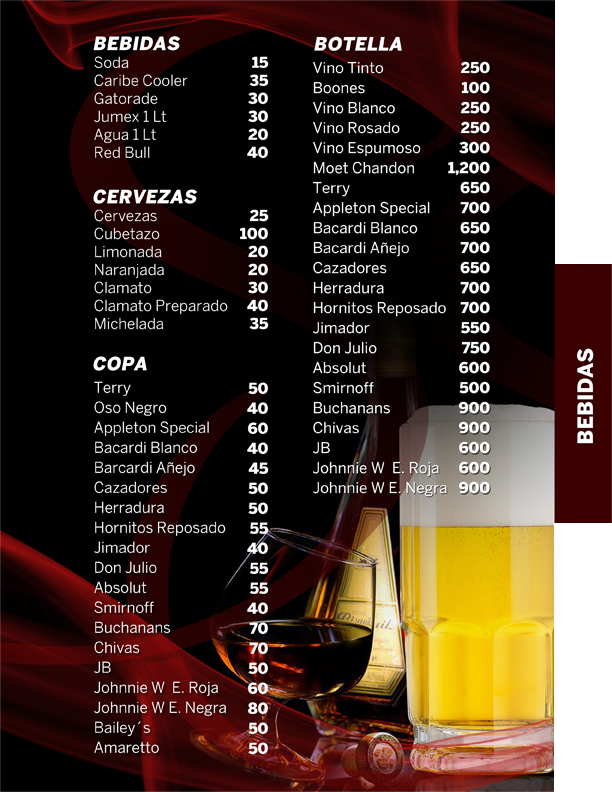 BEBIDAS
Soda 15
Caribe Cooler 35
Gatorade 30
Jumex 1 Lt 30
Agua 1 Lt 20
Red Bull 40
CERVEZAS
Cervezas 25
Cubetazo 100
Limonada 20
Naranjada 20
Clamato 30
Clamato Preparado 40
Michelada 35
COPA
Terry 50
Oso Negro 40
Appleton Special 60
Bacardi Blanco 40
Barcardi Añejo 45
Cazadores 50
Herradura 50
Hornitos Reposado 55
Jimador 40
Don Julio 55
Absolut 55
Smirnoff 40
Buchanans 70
Chivas 70
JB 50
Johnnie W E. Roja 60
Johnnie W E. Negra 80
Bailey´s 50
Amaretto 50
BOTELLA
Vino Tinto 250
Boones 100
Vino Blanco 250
Vino Rosado 250
Vino Espumoso 300
Moet Chandon 1,200
Terry 650
Appleton Special 700
Bacardi Blanco 650
Bacardi Añejo 700
Cazadores 650
Herradura 700
Hornitos Reposado 700
Jimador 550
Don Julio 750
Absolut 600
Smirnoff 500
Buchanans 900
Chivas 900
JB 600
Johnnie W E. Roja 600
Johnnie W E. Negra 900
BEBIDAS